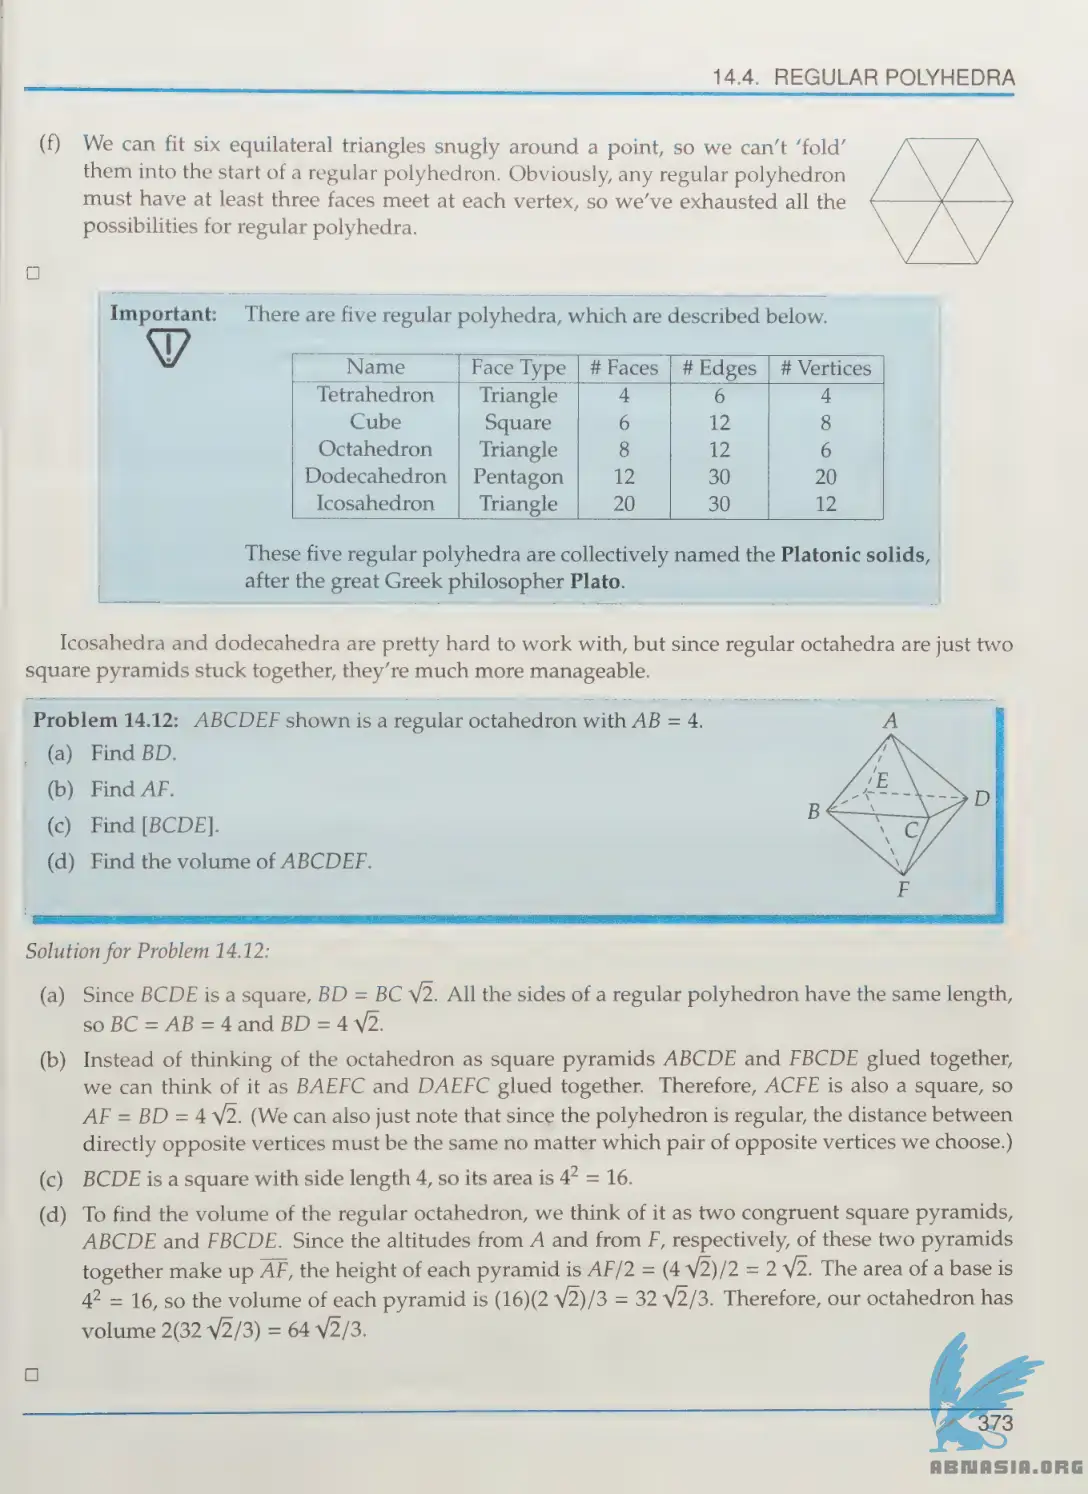 14.4. REGULAR POLYHEDRA
(f) We can fit six equilateral triangles snugly around a point, so we can't 'fold'
them into the start of a regular polyhedron. Obviously, any regular polyhedron
must have at least three faces meet at each vertex, so we've exhausted all the
possibilities for regular polyhedra.
□
Important: There are five regular polyhedra, which are described below.
!
Name Face Type # Faces # Edges # Vertices
Tetrahedron Triangle 4 6 4
Cube Square 6 12 8
Octahedron Triangle 8 12 6
Dodecahedron Pentagon 12 30 20
Icosahedron Triangle 20 30 12
These five regular polyhedra are collectively named the Platonic solids,
after the great Greek philosopher Plato.
Icosahedra and dodecahedra are pretty hard to work with, but since regular octahedra are just two
square pyramids stuck together, they're much more manageable.
Problem 14.12: ABCDEF shown is a regular octahedron with AB = 4.
(a) Find BD.
(b) Find AF.
(c) Find [BCDE].
(d) Find the volume of ABCDEF.
A
E
B
D
C
F
Solution for Problem 14.12:
(a) Since BCDE is a square, BD = BC √2. All the sides of a regular polyhedron have the same length,
so BC = AB = 4 and BD = 4 √2.
(b) Instead of thinking of the octahedron as square pyramids ABCDE and FBCDE glued together,
we can think of it as BAEFC and DAEFC glued together. Therefore, ACFE is also a square, so
AF = BD = 4 √2. (We can also just note that since the polyhedron is regular, the distance between
directly opposite vertices must be the same no matter which pair of opposite vertices we choose.)
(c) BCDE is a square with side length 4, so its area is 4² = 16.
(d) To find the volume of the regular octahedron, we think of it as two congruent square pyramids,
ABCDE and FBCDE. Since the altitudes from A and from F, respectively, of these two pyramids
together make up A̅F̅, the height of each pyramid is AF/2 = (4 √2)/2 = 2 √2. The area of a base is
4² = 16, so the volume of each pyramid is (16)(2 √2)/3 = 32 √2/3. Therefore, our octahedron has
volume 2(32 √2/3) = 64 √2/3.
□
373
ABNASIA.ORG